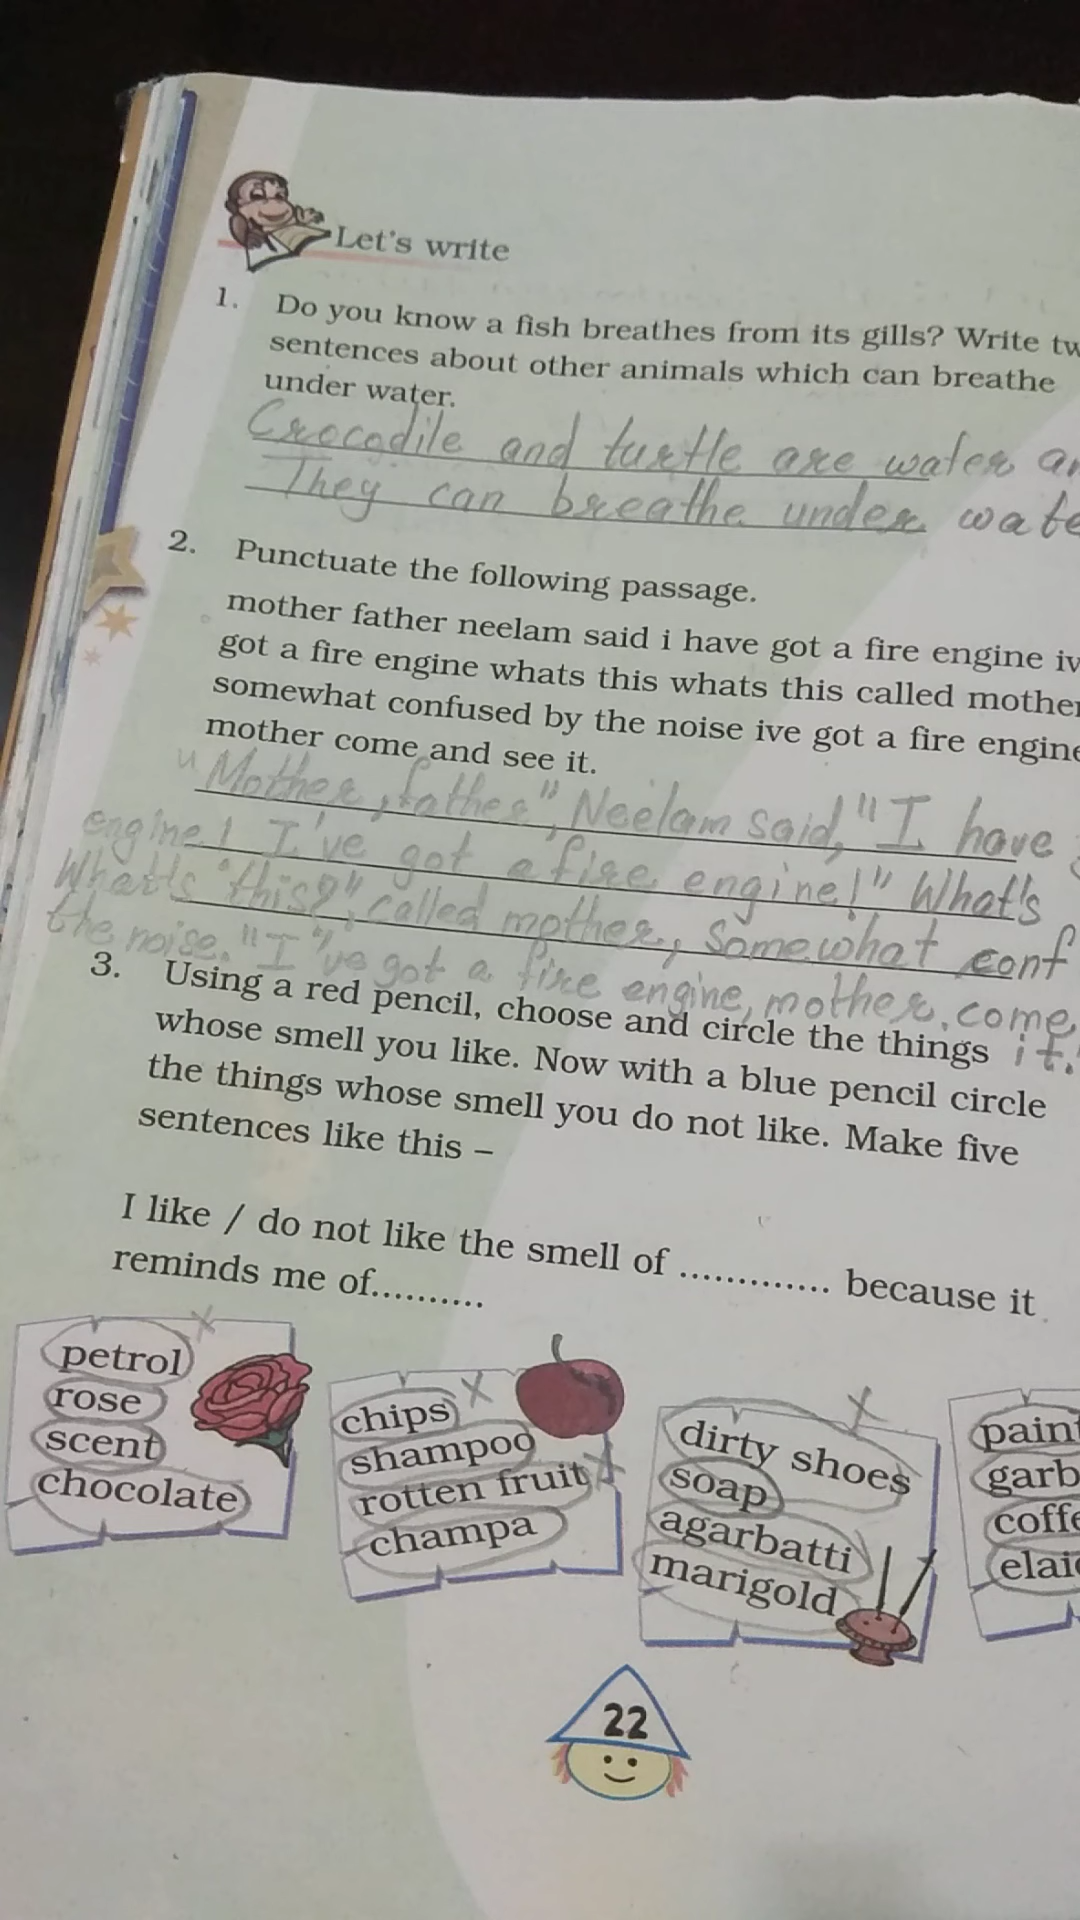 Let's write
1. Do you know a fish breathes from its gills? Write tw
sentences about other animals which can breathe
under water.
Crocodile and turtle are water an
They can breathe under wate
2. Punctuate the following passage.
mother father neelam said i have got a fire engine iv
got a fire engine whats this whats this called mother
somewhat confused by the noise ive got a fire engine
mother come and see it.
"Mother, father", Neelam said, "I have
engine! I've got a fire engine!" What's
What's this?", called mother, somewhat conf
the noise. "I've got a fire engine, mother, come
it.
3. Using a red pencil, choose and circle the things
whose smell you like. Now with a blue pencil circle
the things whose smell you do not like. Make five
sentences like this –
I like / do not like the smell of ............. because it
reminds me of..........
petrol
rose
scent
chocolate
chips
shampoo
rotten fruit
champa
dirty shoes
soap
agarbatti
marigold
paint
garb
coffe
elaic
22